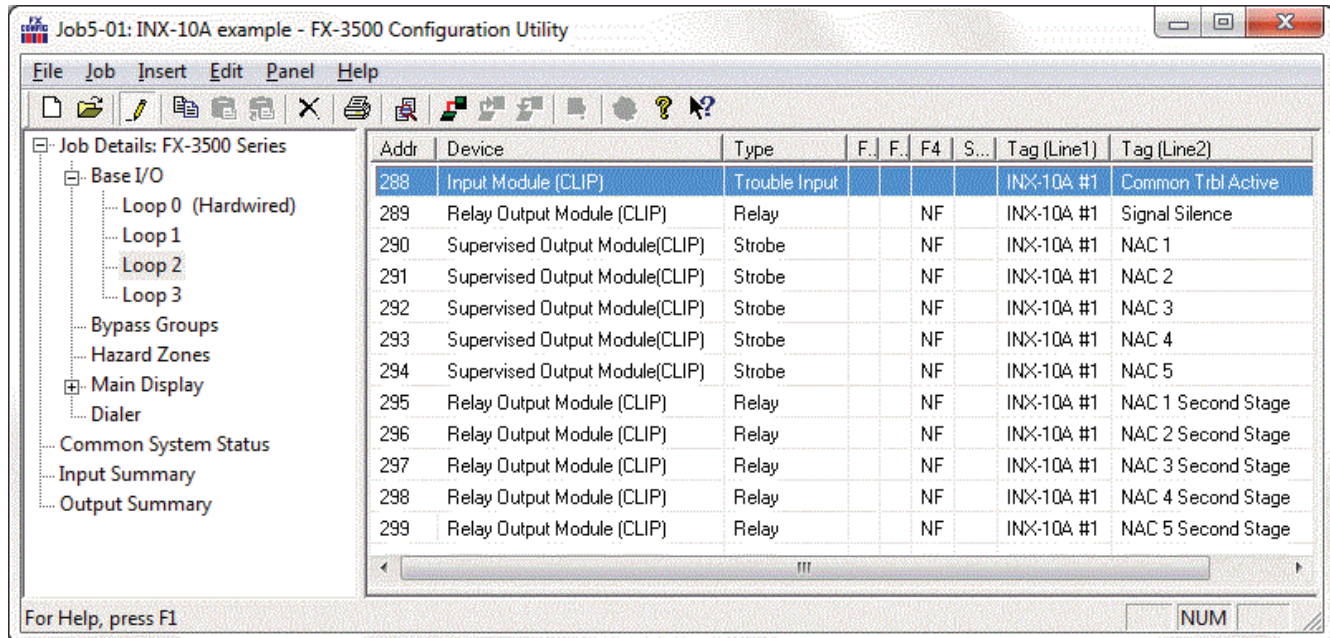 FX CONFIG Job5-01: INX-10A example - FX-3500 Configuration Utility
File Job Insert Edit Panel Help
Job Details: FX-3500 Series
Base I/O
Loop 0 (Hardwired)
Loop 1
Loop 2
Loop 3
Bypass Groups
Hazard Zones
Main Display
Dialer
Common System Status
Input Summary
Output Summary
Addr Device Type F... F... F4 S... Tag (Line1) Tag (Line2)
288 Input Module (CLIP) Trouble Input INX-10A #1 Common Trbl Active
289 Relay Output Module (CLIP) Relay NF INX-10A #1 Signal Silence
290 Supervised Output Module(CLIP) Strobe NF INX-10A #1 NAC 1
291 Supervised Output Module(CLIP) Strobe NF INX-10A #1 NAC 2
292 Supervised Output Module(CLIP) Strobe NF INX-10A #1 NAC 3
293 Supervised Output Module(CLIP) Strobe NF INX-10A #1 NAC 4
294 Supervised Output Module(CLIP) Strobe NF INX-10A #1 NAC 5
295 Relay Output Module (CLIP) Relay NF INX-10A #1 NAC 1 Second Stage
296 Relay Output Module (CLIP) Relay NF INX-10A #1 NAC 2 Second Stage
297 Relay Output Module (CLIP) Relay NF INX-10A #1 NAC 3 Second Stage
298 Relay Output Module (CLIP) Relay NF INX-10A #1 NAC 4 Second Stage
299 Relay Output Module (CLIP) Relay NF INX-10A #1 NAC 5 Second Stage
For Help, press F1
NUM